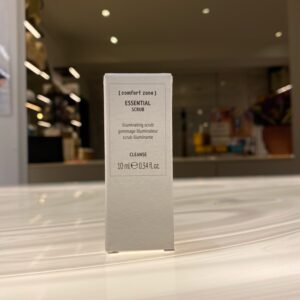 [ comfort zone ]
ESSENTIAL
SCRUB
illuminating scrub
gommage illuminateur
scrub illuminante
CLEANSE
10 ml ℮ 0.34 fl. oz.